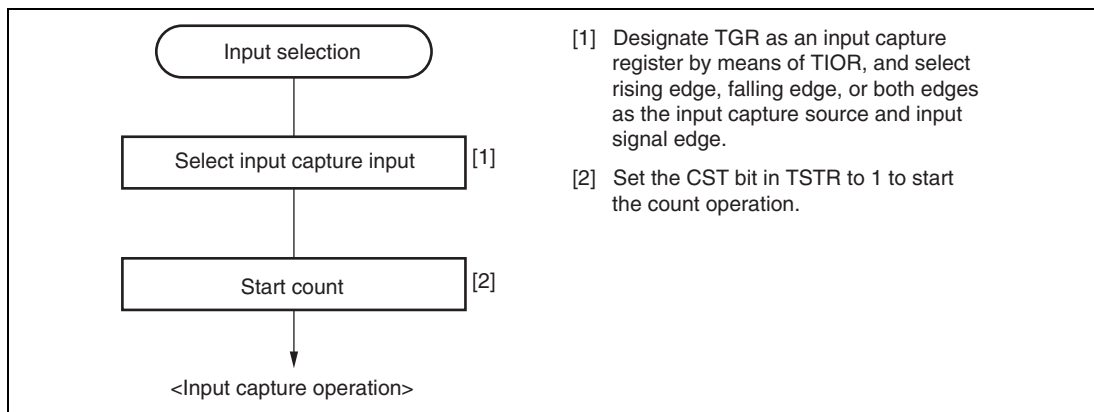 Input selection
Select input capture input
[1]
Start count
[2]
<Input capture operation>
[1] Designate TGR as an input capture
register by means of TIOR, and select
rising edge, falling edge, or both edges
as the input capture source and input
signal edge.
[2] Set the CST bit in TSTR to 1 to start
the count operation.